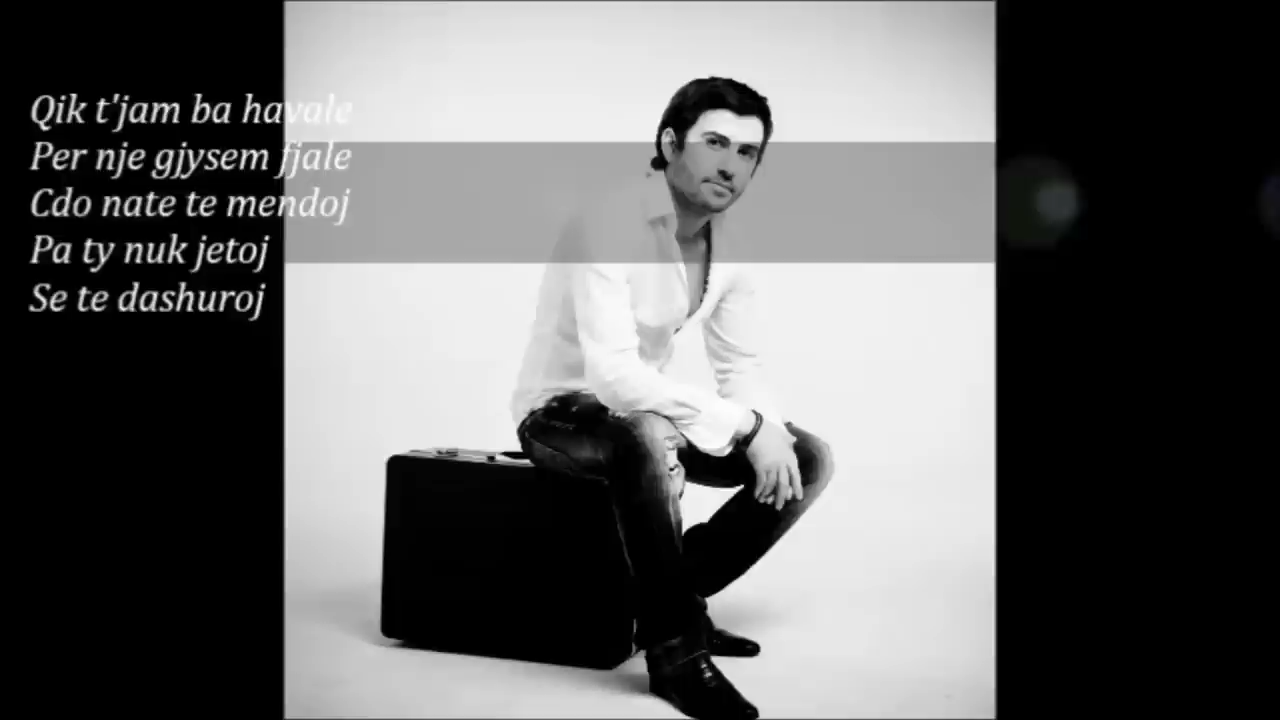 Qik t'jam ba havale
Per nje gjysem fjale
Cdo nate te mendoj
Pa ty nuk jetoj
Se te dashuroj